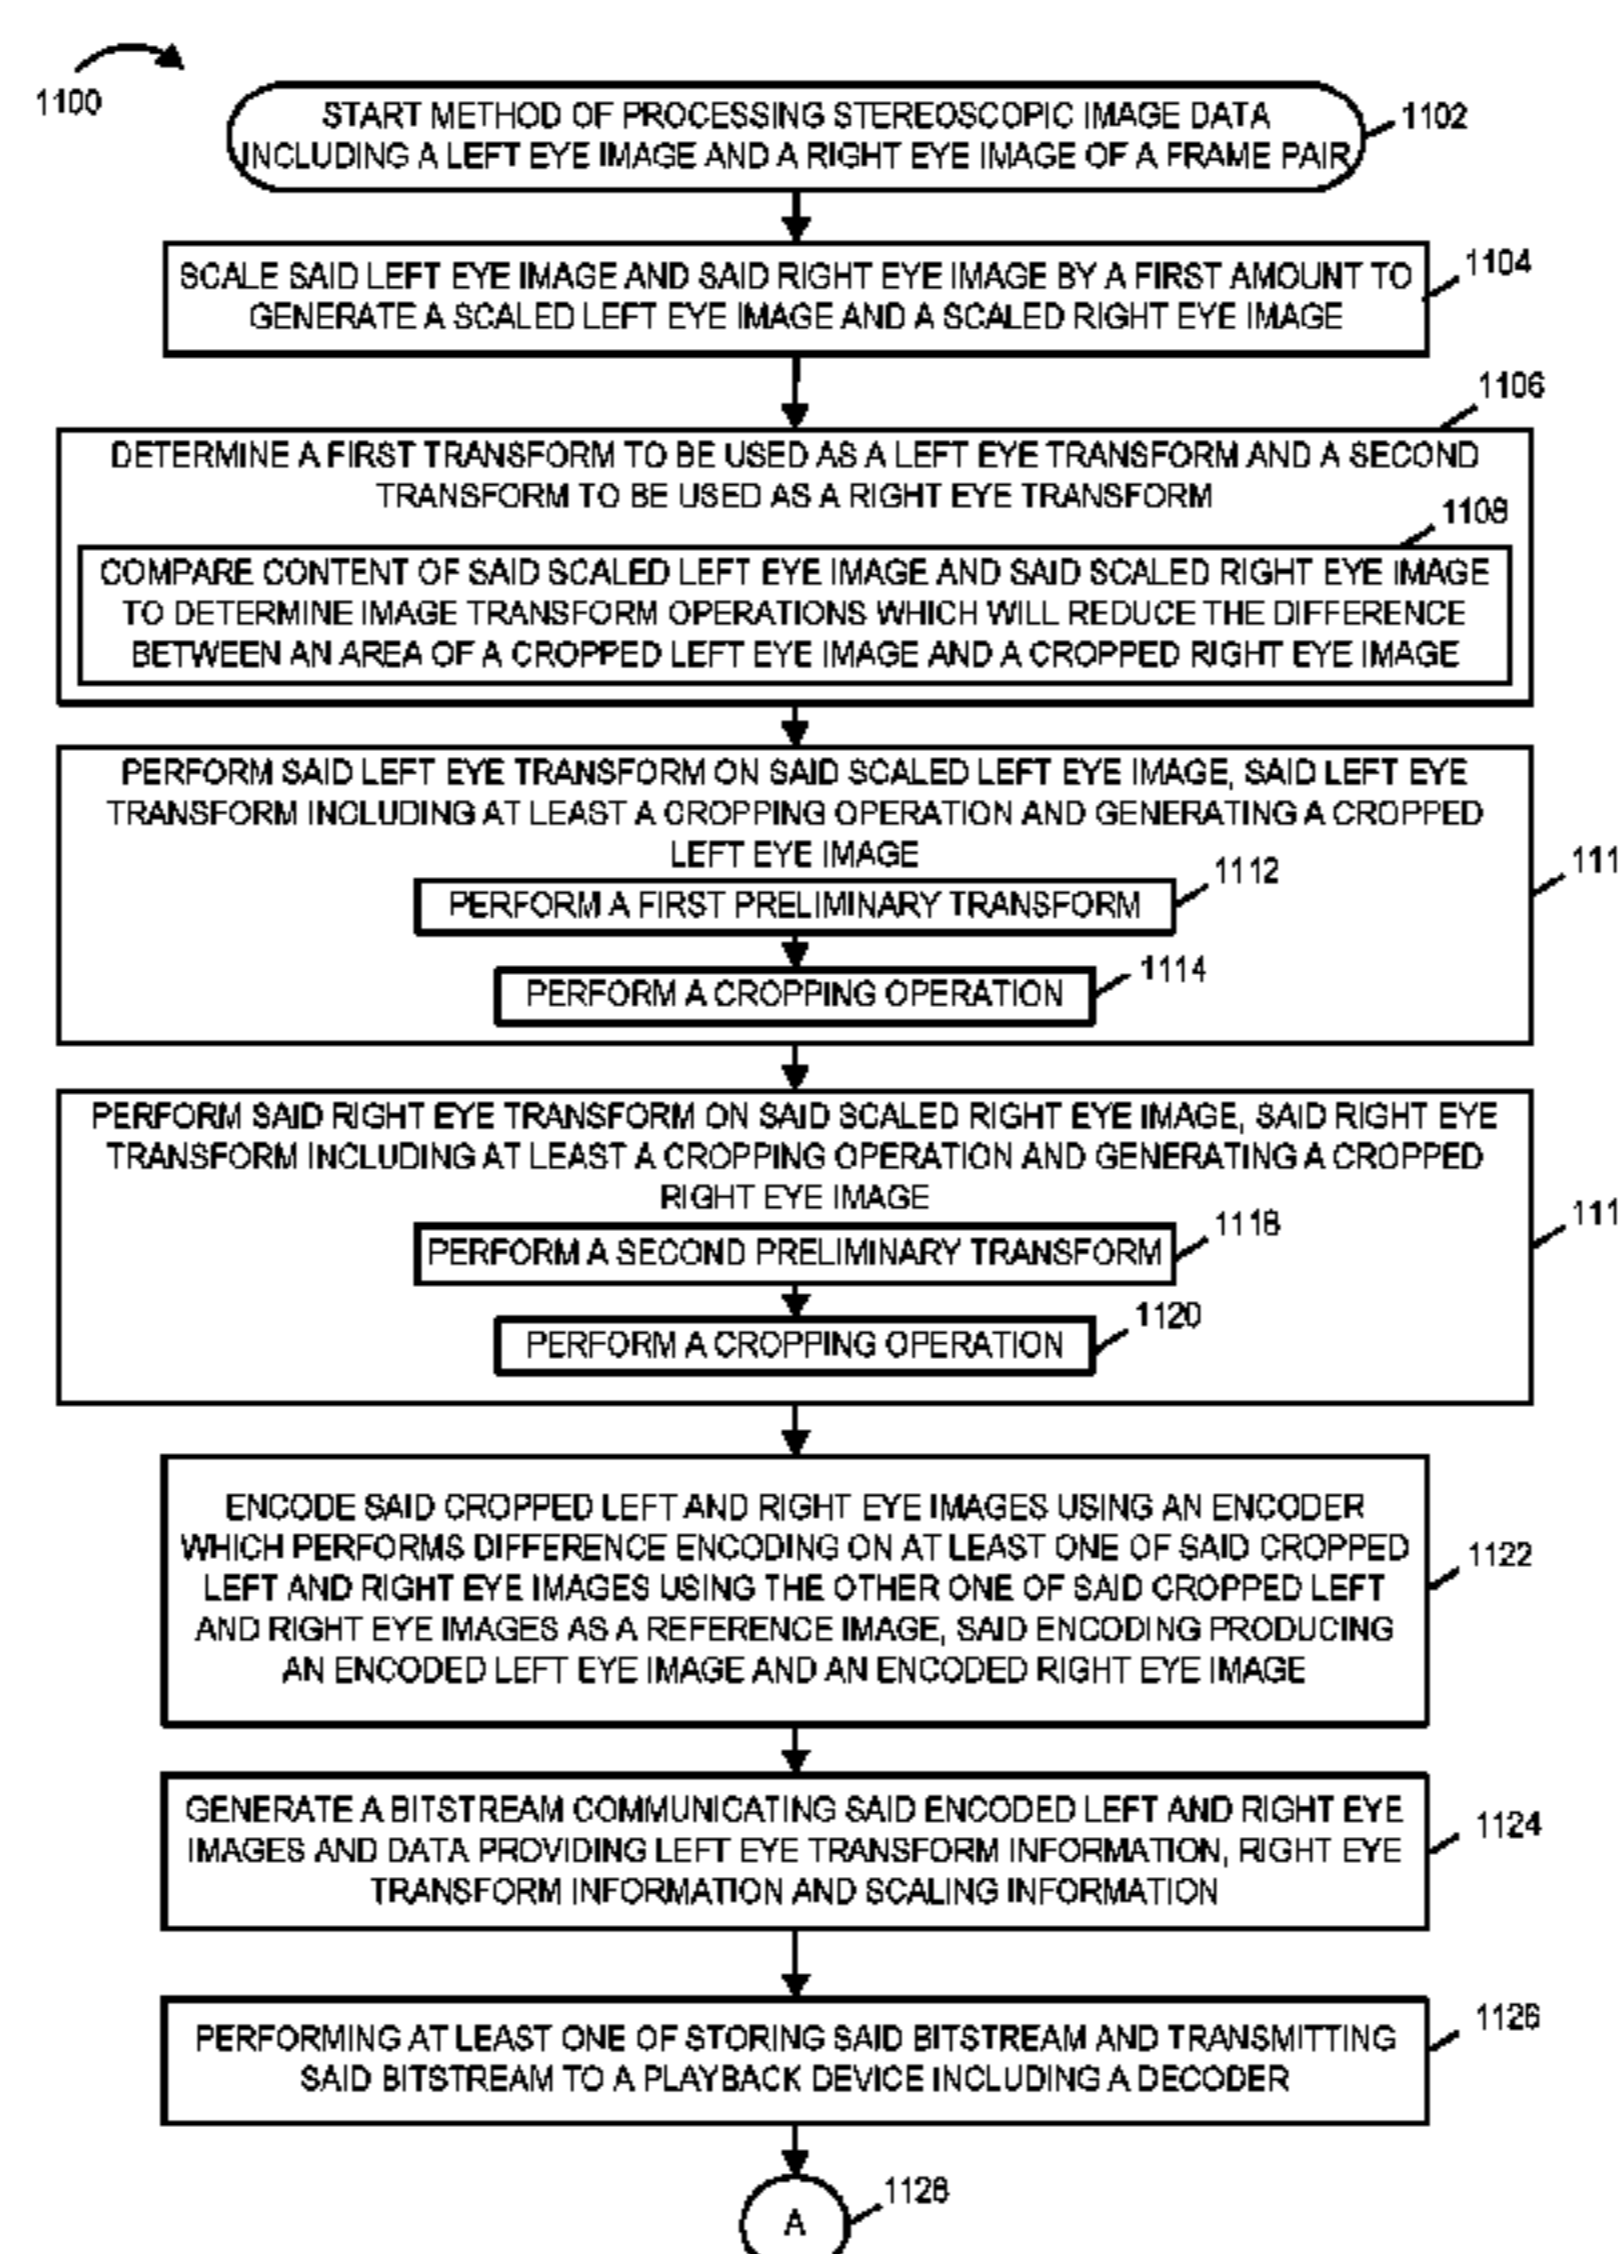 1100
START METHOD OF PROCESSING STEREOSCOPIC IMAGE DATA
INCLUDING A LEFT EYE IMAGE AND A RIGHT EYE IMAGE OF A FRAME PAIR
1102
SCALE SAID LEFT EYE IMAGE AND SAID RIGHT EYE IMAGE BY A FIRST AMOUNT TO
GENERATE A SCALED LEFT EYE IMAGE AND A SCALED RIGHT EYE IMAGE
1104
1106
DETERMINE A FIRST TRANSFORM TO BE USED AS A LEFT EYE TRANSFORM AND A SECOND
TRANSFORM TO BE USED AS A RIGHT EYE TRANSFORM
1108
COMPARE CONTENT OF SAID SCALED LEFT EYE IMAGE AND SAID SCALED RIGHT EYE IMAGE
TO DETERMINE IMAGE TRANSFORM OPERATIONS WHICH WILL REDUCE THE DIFFERENCE
BETWEEN AN AREA OF A CROPPED LEFT EYE IMAGE AND A CROPPED RIGHT EYE IMAGE
PERFORM SAID LEFT EYE TRANSFORM ON SAID SCALED LEFT EYE IMAGE, SAID LEFT EYE
TRANSFORM INCLUDING AT LEAST A CROPPING OPERATION AND GENERATING A CROPPED
LEFT EYE IMAGE
111
1112
PERFORM A FIRST PRELIMINARY TRANSFORM
1114
PERFORM A CROPPING OPERATION
PERFORM SAID RIGHT EYE TRANSFORM ON SAID SCALED RIGHT EYE IMAGE, SAID RIGHT EYE
TRANSFORM INCLUDING AT LEAST A CROPPING OPERATION AND GENERATING A CROPPED
RIGHT EYE IMAGE
111
1118
PERFORM A SECOND PRELIMINARY TRANSFORM
1120
PERFORM A CROPPING OPERATION
ENCODE SAID CROPPED LEFT AND RIGHT EYE IMAGES USING AN ENCODER
WHICH PERFORMS DIFFERENCE ENCODING ON AT LEAST ONE OF SAID CROPPED
LEFT AND RIGHT EYE IMAGES USING THE OTHER ONE OF SAID CROPPED LEFT
AND RIGHT EYE IMAGES AS A REFERENCE IMAGE, SAID ENCODING PRODUCING
AN ENCODED LEFT EYE IMAGE AND AN ENCODED RIGHT EYE IMAGE
1122
GENERATE A BITSTREAM COMMUNICATING SAID ENCODED LEFT AND RIGHT EYE
IMAGES AND DATA PROVIDING LEFT EYE TRANSFORM INFORMATION, RIGHT EYE
TRANSFORM INFORMATION AND SCALING INFORMATION
1124
PERFORMING AT LEAST ONE OF STORING SAID BITSTREAM AND TRANSMITTING
SAID BITSTREAM TO A PLAYBACK DEVICE INCLUDING A DECODER
1126
A
1128